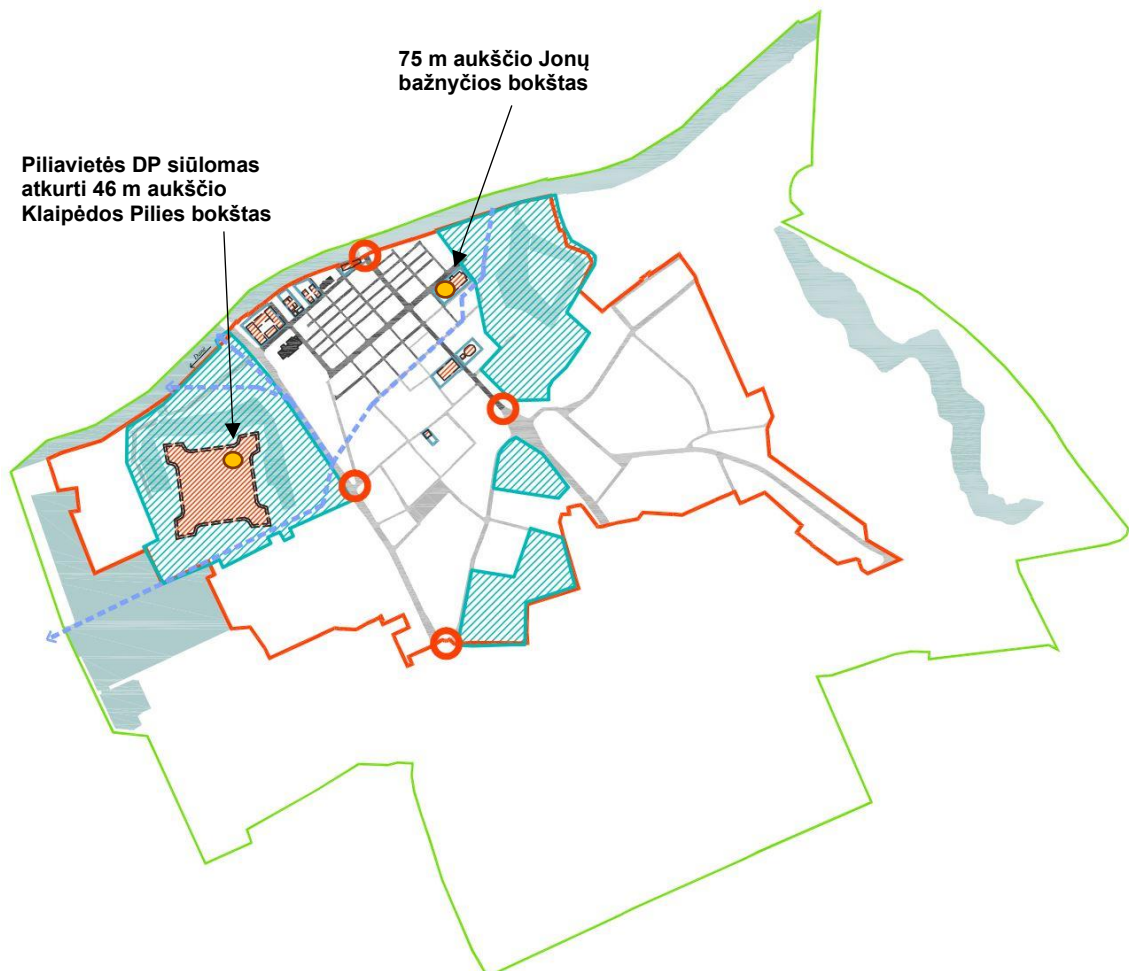 75 m aukščio Jonų
bažnyčios bokštas
Piliavietės DP siūlomas
atkurti 46 m aukščio
Klaipėdos Pilies bokštas